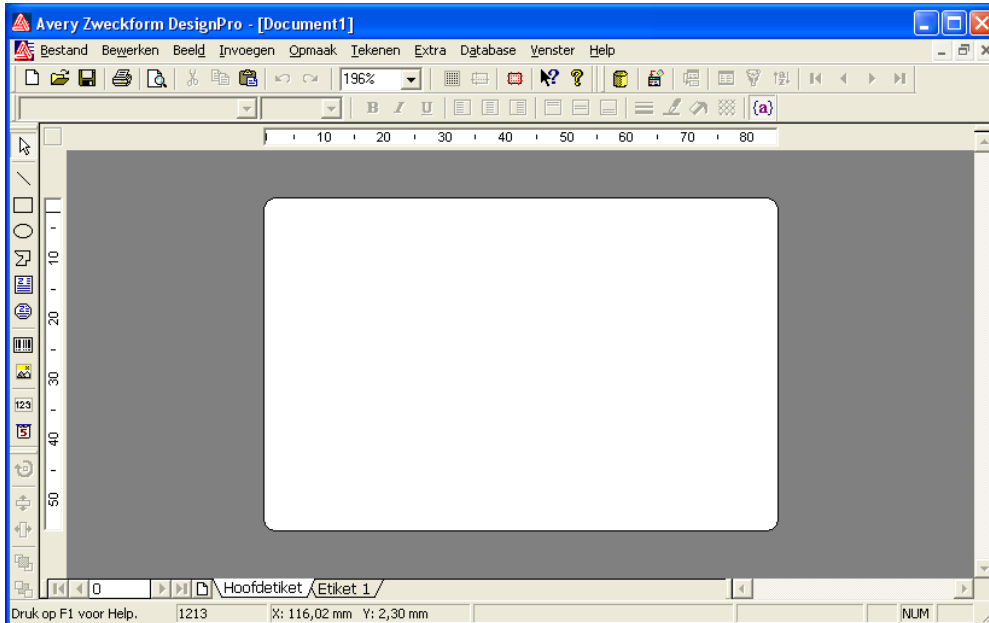 Avery Zweckform DesignPro - [Document1]
Bestand Bewerken Beeld Invoegen Opmaak Tekenen Extra Database Venster Help
196%
B I U {a}
10 20 30 40 50 60 70 80
10
20
30
40
50
123
5
0 Hoofdetiket Etiket 1
Druk op F1 voor Help. 1213 X: 116,02 mm Y: 2,30 mm NUM